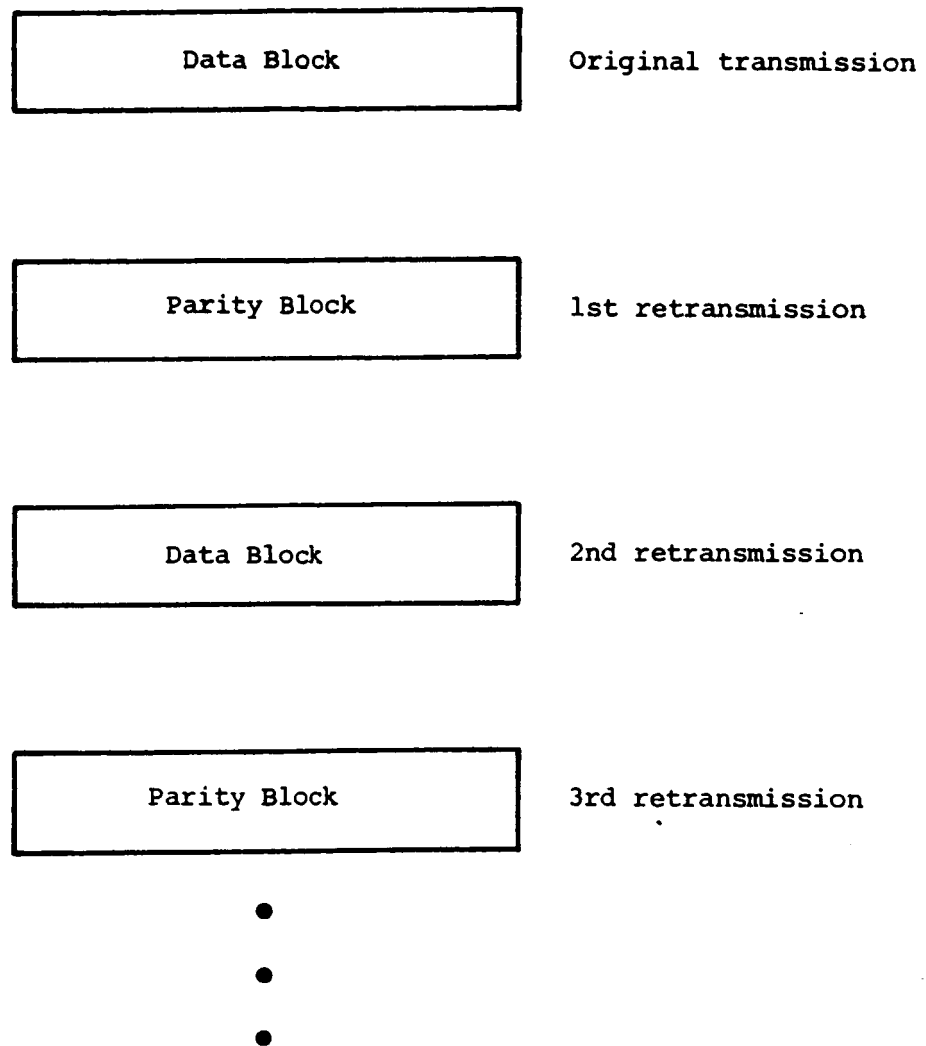 Data Block Original transmission
Parity Block 1st retransmission
Data Block 2nd retransmission
Parity Block 3rd retransmission